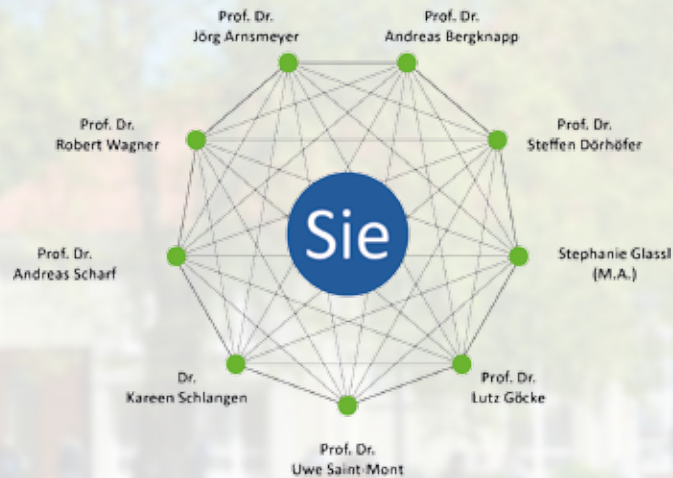 Prof. Dr.
Jörg Arnsmeyer
Prof. Dr.
Andreas Bergknapp
Prof. Dr.
Robert Wagner
Prof. Dr.
Steffen Dörhöfer
Sie
Prof. Dr.
Andreas Scharf
Stephanie Glassl
(M.A.)
Dr.
Kareen Schlangen
Prof. Dr.
Lutz Göcke
Prof. Dr.
Uwe Saint-Mont